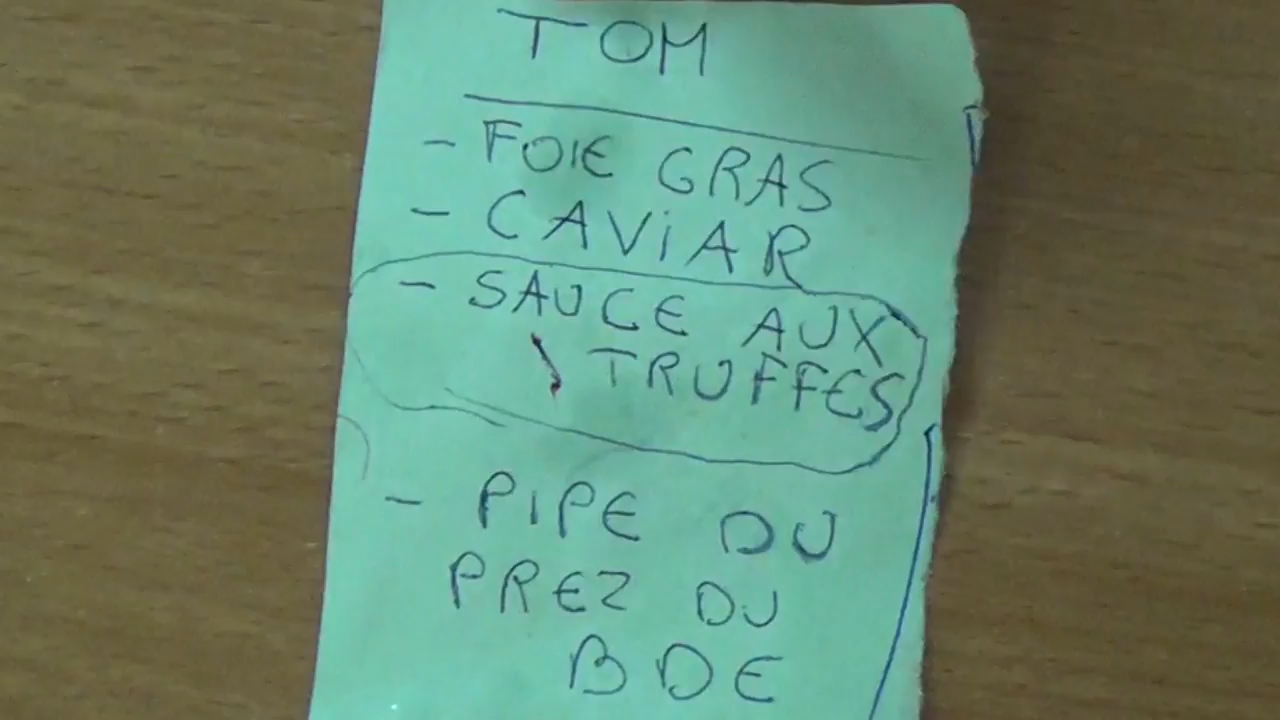 TOM
- FOIE GRAS
- CAViAR
- SAUCE AUX
TRUFFES
- PIPE DU
PREZ DU
BDE